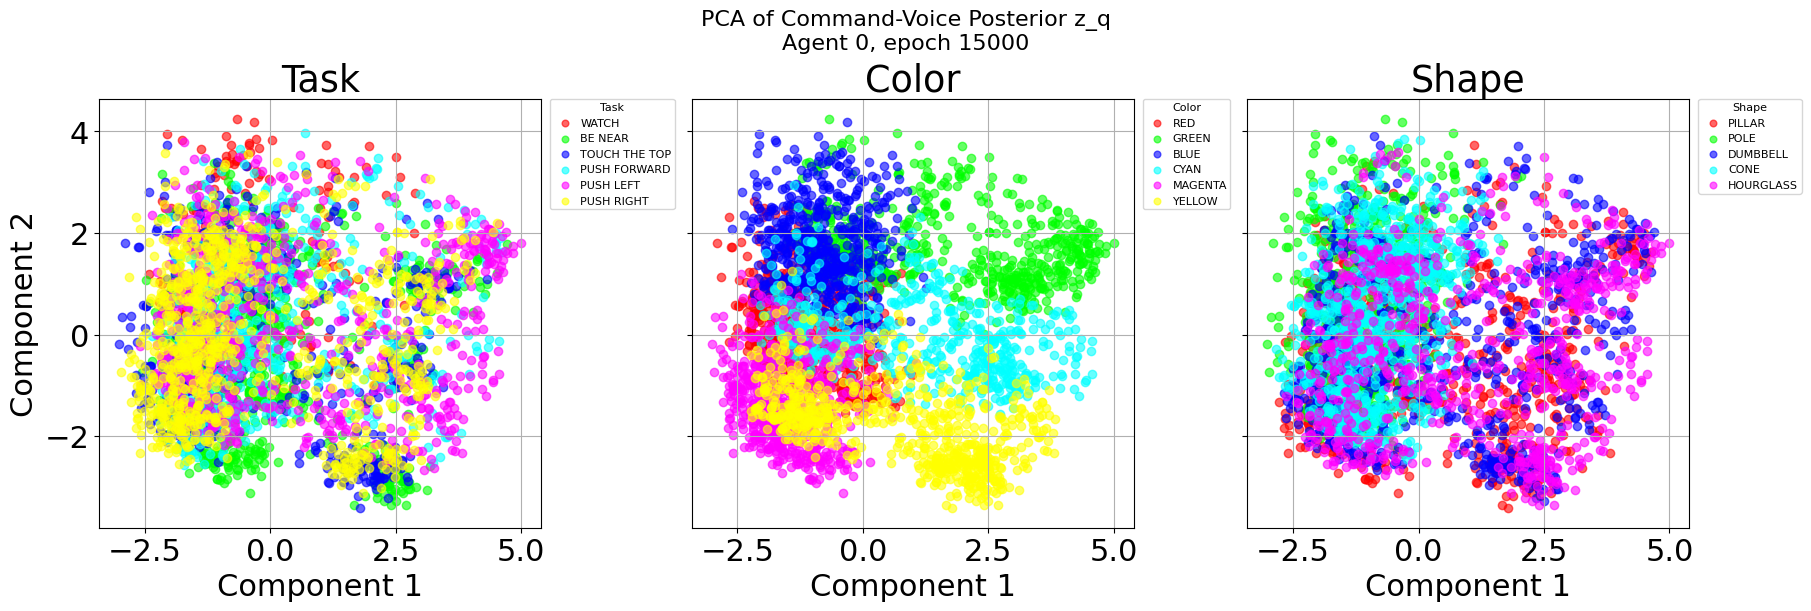 PCA of Command-Voice Posterior z_q
Agent 0, epoch 15000
Task
Color
Shape
Component 2
4
2
0
−2
−2.5
0.0
2.5
5.0
Component 1
Task
WATCH
BE NEAR
TOUCH THE TOP
PUSH FORWARD
PUSH LEFT
PUSH RIGHT
−2.5
0.0
2.5
5.0
Component 1
Color
RED
GREEN
BLUE
CYAN
MAGENTA
YELLOW
−2.5
0.0
2.5
5.0
Component 1
Shape
PILLAR
POLE
DUMBBELL
CONE
HOURGLASS